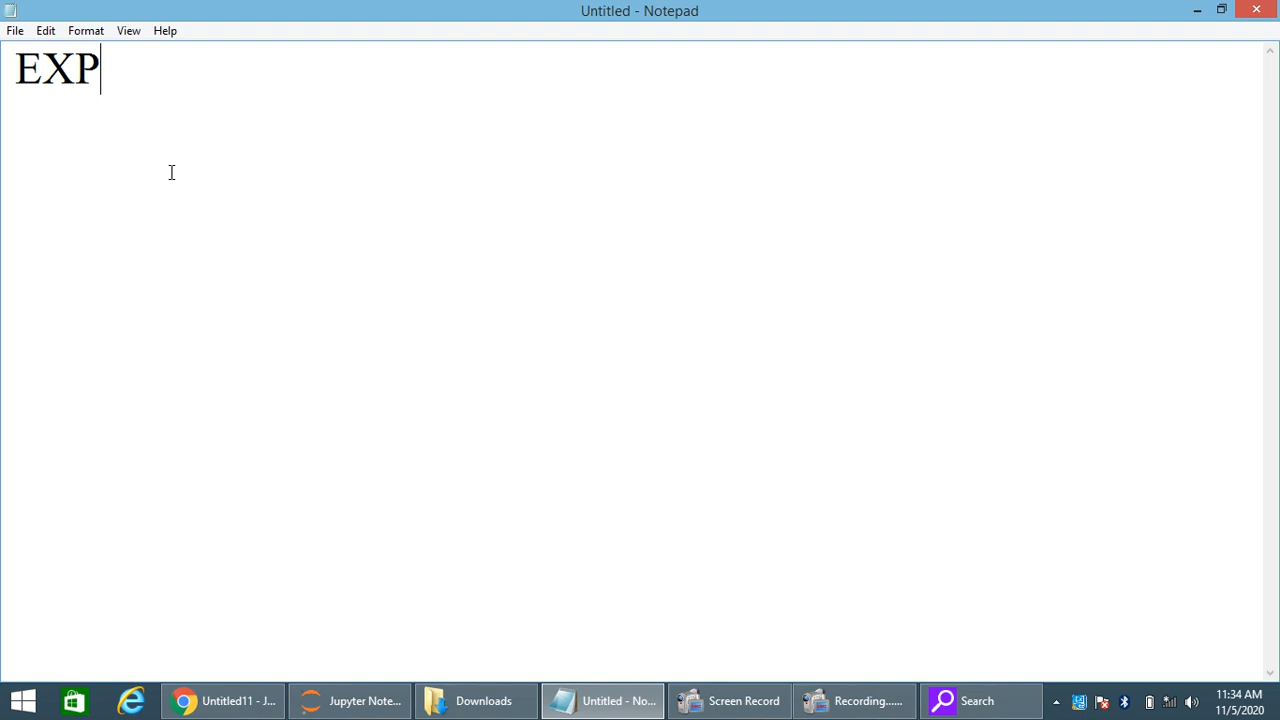 Untitled - Notepad
File Edit Format View Help
EXP
Untitled11 - J... Jupyter Note... Downloads Untitled - No... Screen Record Recording...... Search
11:34 AM
11/5/2020